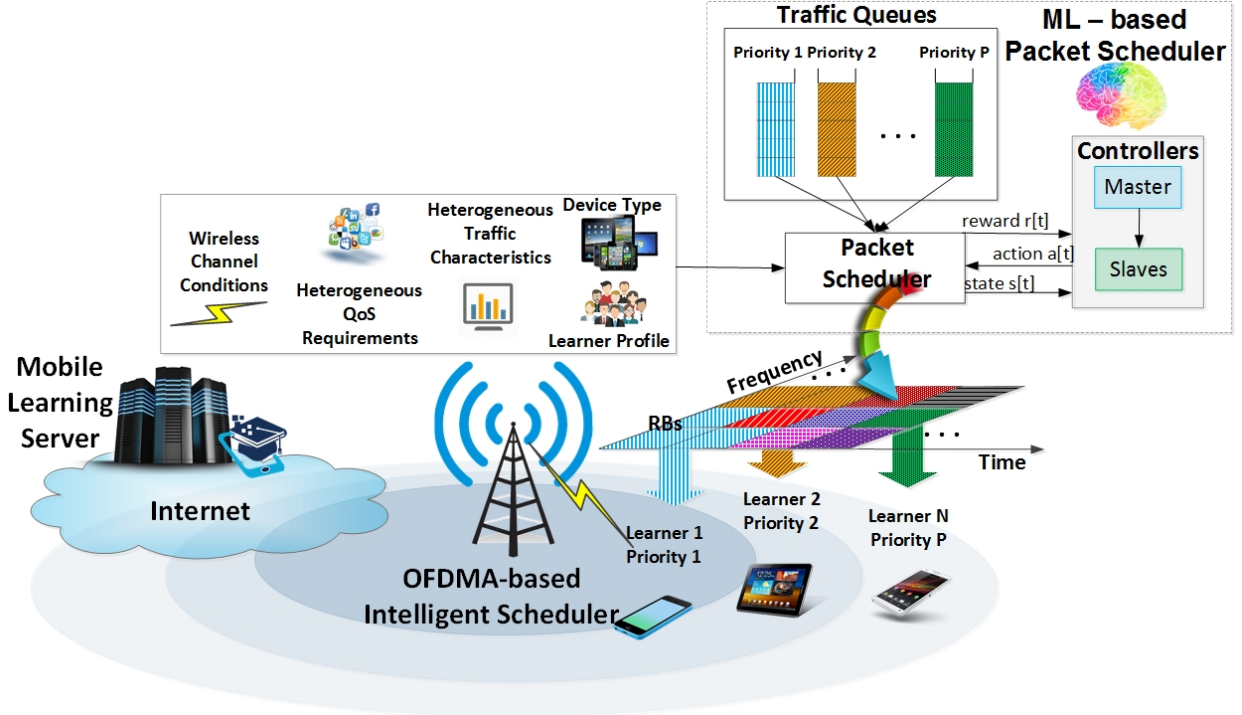 Traffic Queues
Priority 1 Priority 2 Priority P
. . .
ML – based
Packet Scheduler
Controllers
Master
Slaves
reward r[t]
action a[t]
state s[t]
Packet
Scheduler
Wireless
Channel
Conditions
Heterogeneous
QoS
Requirements
Heterogeneous
Traffic
Characteristics
Device Type
Learner Profile
Mobile
Learning
Server
Internet
Frequency
. . .
RBs
. . .
Time
Learner 1
Priority 1
Learner 2
Priority 2
Learner N
Priority P
OFDMA-based
Intelligent Scheduler